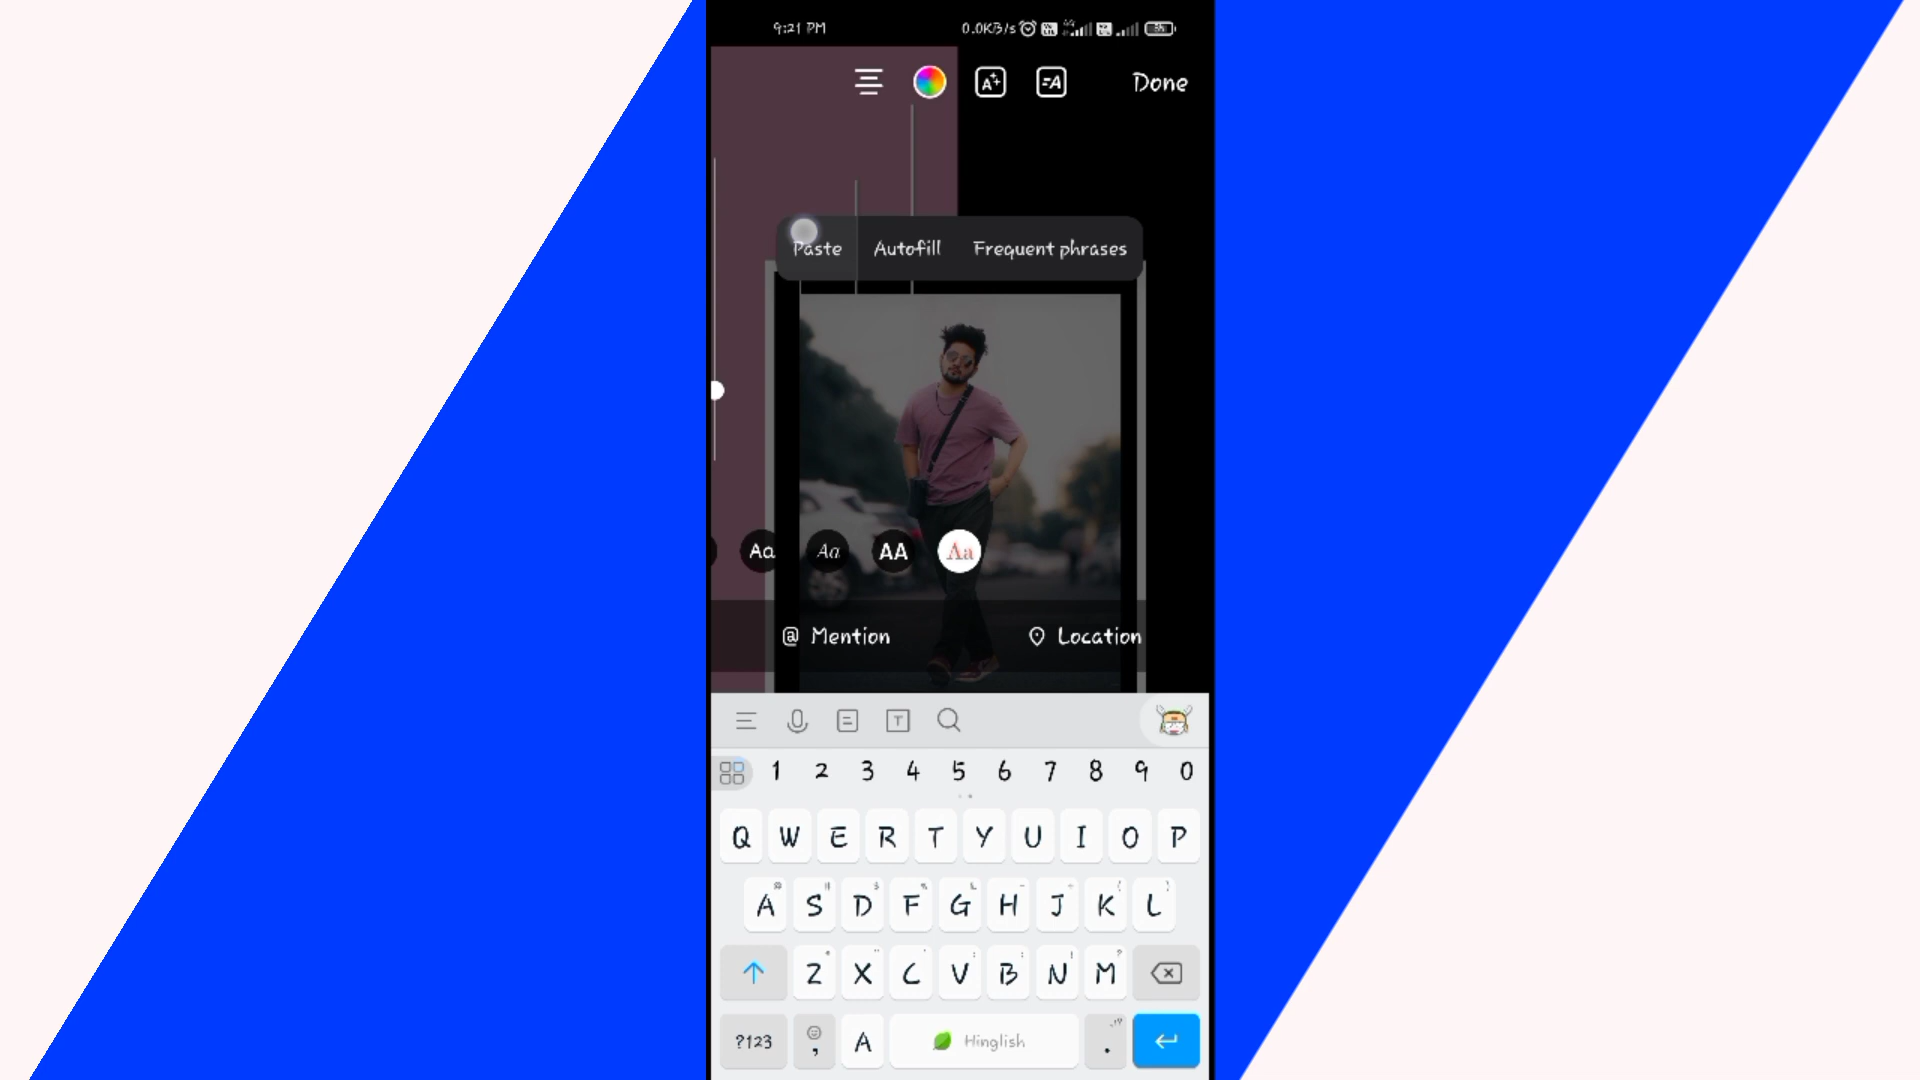 9:21 PM 0.0KB/s
Done
Paste Autofill Frequent phrases
Aa Aa AA Aa
@ Mention Location
1 2 3 4 5 6 7 8 9 0
Q W E R T Y U I O P
A S D F G H J K L
Z X C V B N M
?123 , A Hinglish .